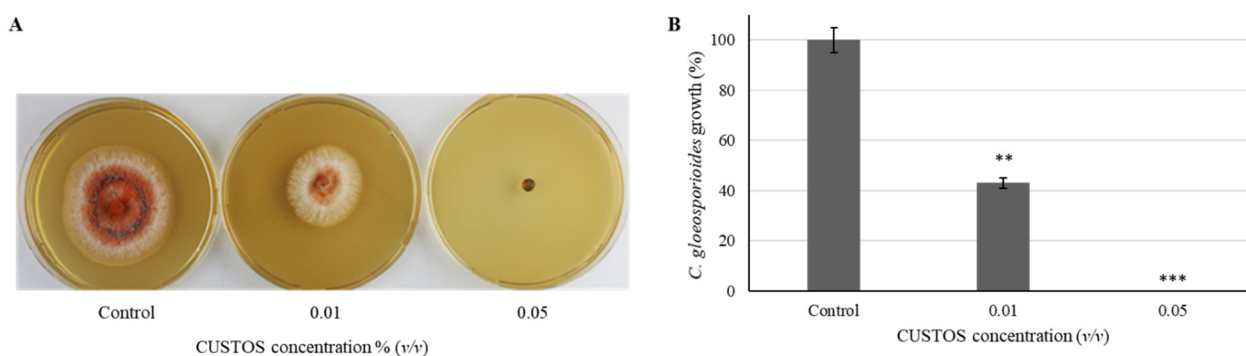 A
Control 0.01 0.05
CUSTOS concentration % (v/v)
B
C. gloeosporioides growth (%)
100
80
60
40
20
0
**
***
Control 0.01 0.05
CUSTOS concentration (v/v)